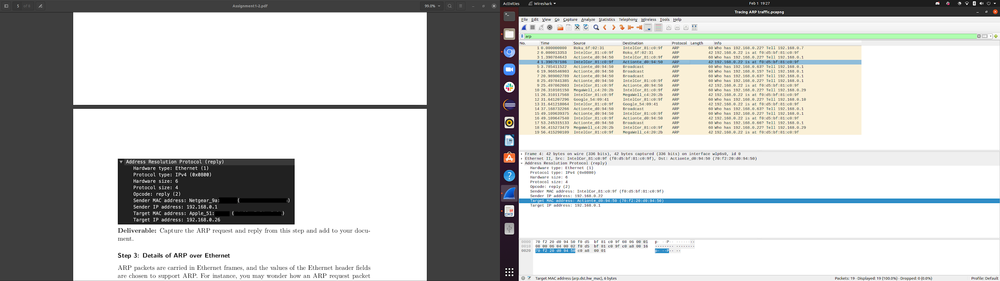 5 of 8
Assignment1-2.pdf
99.0%
Address Resolution Protocol (reply)
Hardware type: Ethernet (1)
Protocol type: IPv4 (0x0800)
Hardware size: 6
Protocol size: 4
Opcode: reply (2)
Sender MAC address: Netgear_9a: ( )
Sender IP address: 192.168.0.1
Target MAC address: Apple_51: ( )
Target IP address: 192.168.0.26
Deliverable: Capture the ARP request and reply from this step and add to your docu-
ment.
Step 3: Details of ARP over Ethernet
ARP packets are carried in Ethernet frames, and the values of the Ethernet header fields
are chosen to support ARP. For instance, you may wonder how an ARP request packet
Activities Wireshark Feb 1 19:27
Tracing ARP traffic.pcapng
File Edit View Go Capture Analyze Statistics Telephony Wireless Tools Help
arp
No. Time Source Destination Protocol Length Info
1 0.000000000 Roku_6f:02:31 IntelCor_81:c0:9f ARP 60 Who has 192.168.0.22? Tell 192.168.0.7
2 0.000013353 IntelCor_81:c0:9f Roku_6f:02:31 ARP 42 192.168.0.22 is at f0:d5:bf:81:c0:9f
3 1.390784643 Actionte_d0:94:50 IntelCor_81:c0:9f ARP 60 Who has 192.168.0.22? Tell 192.168.0.1
4 1.390797186 IntelCor_81:c0:9f Actionte_d0:94:50 ARP 42 192.168.0.22 is at f0:d5:bf:81:c0:9f
5 3.785411522 Actionte_d0:94:50 Broadcast ARP 60 Who has 192.168.0.63? Tell 192.168.0.1
6 19.966546903 Actionte_d0:94:50 Broadcast ARP 60 Who has 192.168.0.15? Tell 192.168.0.1
7 20.989002789 Actionte_d0:94:50 Broadcast ARP 60 Who has 192.168.0.63? Tell 192.168.0.1
8 25.497841385 Actionte_d0:94:50 IntelCor_81:c0:9f ARP 60 Who has 192.168.0.22? Tell 192.168.0.1
9 25.497862603 IntelCor_81:c0:9f Actionte_d0:94:50 ARP 42 192.168.0.22 is at f0:d5:bf:81:c0:9f
10 26.310101150 MegaWell_c4:20:2b IntelCor_81:c0:9f ARP 60 Who has 192.168.0.22? Tell 192.168.0.29
11 26.310117568 IntelCor_81:c0:9f MegaWell_c4:20:2b ARP 42 192.168.0.22 is at f0:d5:bf:81:c0:9f
12 31.641207296 Google_54:09:41 IntelCor_81:c0:9f ARP 60 Who has 192.168.0.22? Tell 192.168.0.10
13 31.641218064 IntelCor_81:c0:9f Google_54:09:41 ARP 42 192.168.0.22 is at f0:d5:bf:81:c0:9f
14 37.168732266 Actionte_d0:94:50 Broadcast ARP 60 Who has 192.168.0.63? Tell 192.168.0.1
15 49.109639375 Actionte_d0:94:50 IntelCor_81:c0:9f ARP 60 Who has 192.168.0.22? Tell 192.168.0.1
16 49.109647540 IntelCor_81:c0:9f Actionte_d0:94:50 ARP 42 192.168.0.22 is at f0:d5:bf:81:c0:9f
17 53.245315133 Actionte_d0:94:50 Broadcast ARP 60 Who has 192.168.0.66? Tell 192.168.0.1
18 56.415273479 MegaWell_c4:20:2b IntelCor_81:c0:9f ARP 60 Who has 192.168.0.22? Tell 192.168.0.29
19 56.415290109 IntelCor_81:c0:9f MegaWell_c4:20:2b ARP 42 192.168.0.22 is at f0:d5:bf:81:c0:9f
Frame 4: 42 bytes on wire (336 bits), 42 bytes captured (336 bits) on interface wlp6s0, id 0
Ethernet II, Src: IntelCor_81:c0:9f (f0:d5:bf:81:c0:9f), Dst: Actionte_d0:94:50 (70:f2:20:d0:94:50)
Address Resolution Protocol (reply)
Hardware type: Ethernet (1)
Protocol type: IPv4 (0x0800)
Hardware size: 6
Protocol size: 4
Opcode: reply (2)
Sender MAC address: IntelCor_81:c0:9f (f0:d5:bf:81:c0:9f)
Sender IP address: 192.168.0.22
Target MAC address: Actionte_d0:94:50 (70:f2:20:d0:94:50)
Target IP address: 192.168.0.1
0000 70 f2 20 d0 94 50 f0 d5 bf 81 c0 9f 08 06 00 01 p· ··P·· ········
0010 08 00 06 04 00 02 f0 d5 bf 81 c0 9f c0 a8 00 16 ········ ········
0020 70 f2 20 d0 94 50 c0 a8 00 01 p· ··P·· ··
Target MAC address (arp.dst.hw_mac), 6 bytes
Packets: 19 · Displayed: 19 (100.0%) · Dropped: 0 (0.0%)
Profile: Default